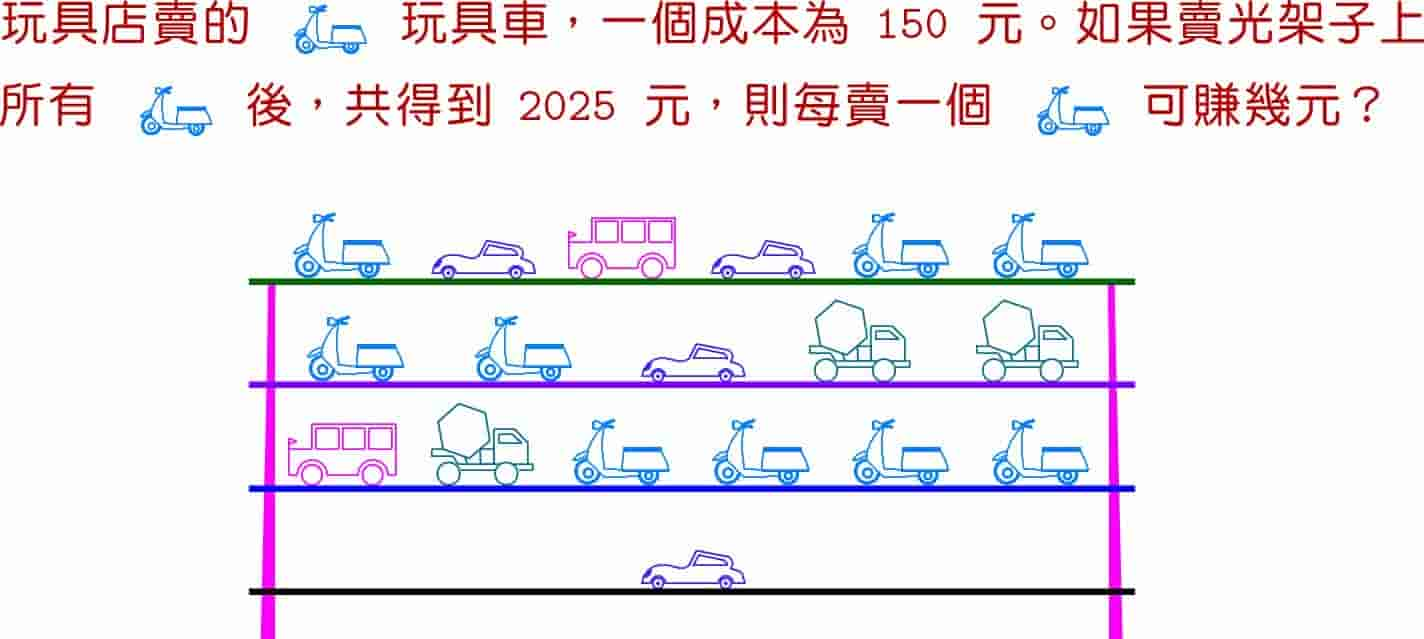 玩具店賣的 玩具車，一個成本為 150 元。如果賣光架子上
所有 後，共得到 2025 元，則每賣一個 可賺幾元？